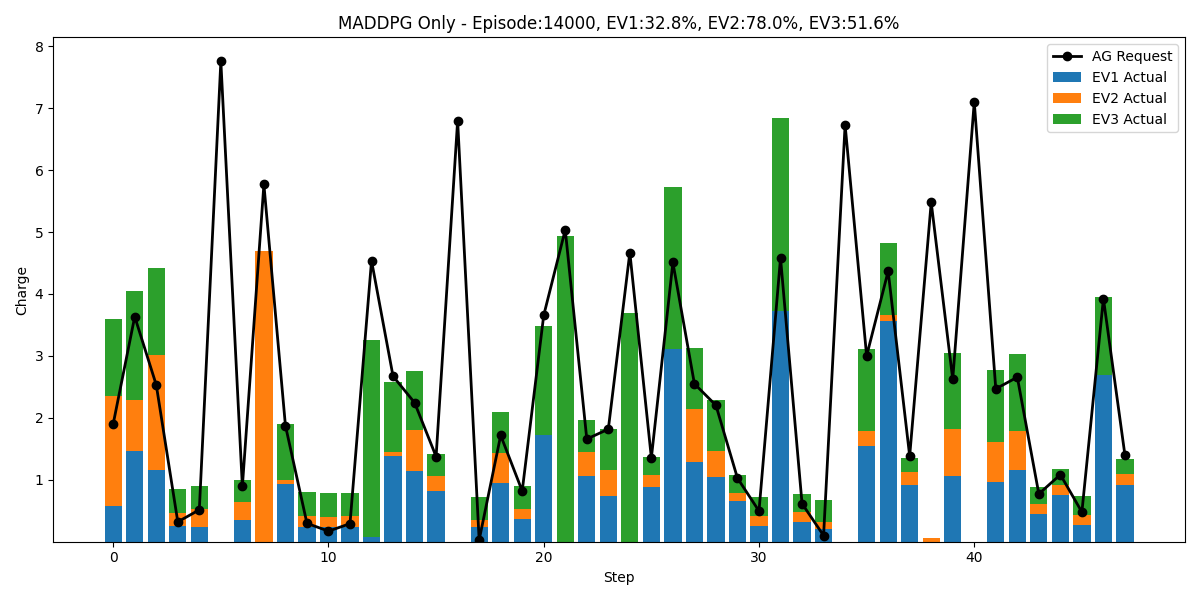 MADDPG Only - Episode:14000, EV1:32.8%, EV2:78.0%, EV3:51.6%
AG Request
EV1 Actual
EV2 Actual
EV3 Actual
8
7
6
5
4
3
2
1
Charge
0 10 20 30 40
Step